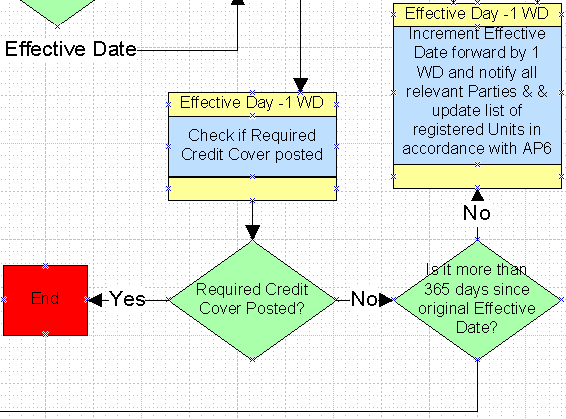 Effective Date
Effective Day -1 WD
Increment Effective
Date forward by 1
WD and notify all
relevant Parties & &
update list of
registered Units in
accordance with AP6
Effective Day -1 WD
Check if Required
Credit Cover posted
No
End
Yes
Required Credit
Cover Posted?
No
Is it more than
365 days since
original Effective
Date?